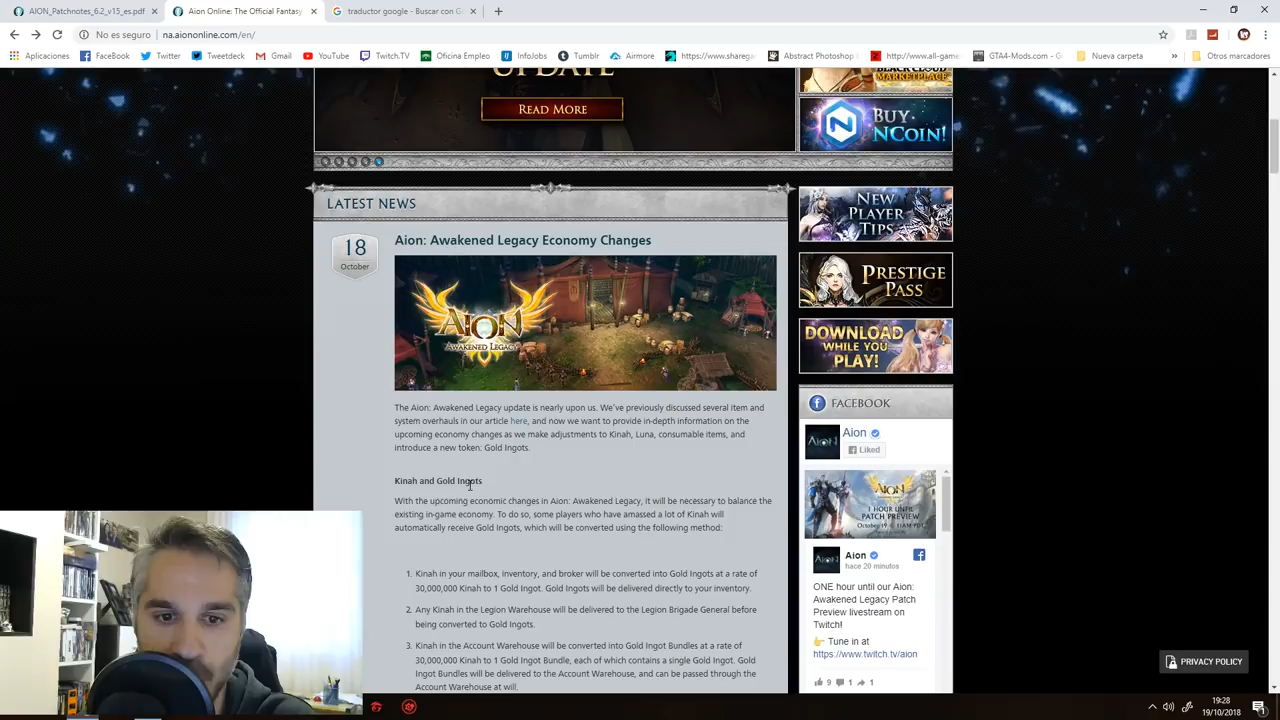 AION_Patchnotes_6.2_v15_es.pdf
Aion Online: The Official Fantasy
traductor google - Buscar con G
No es seguro
na.aiononline.com/en/
Aplicaciones
FaceBook
Twitter
Tweetdeck
Gmail
YouTube
Twitch.TV
Oficina Empleo
InfoJobs
Tumblr
Airmore
https://www.sharega
Abstract Photoshop
http://www.all-game
GTA4-Mods.com -
Nueva carpeta
»
Otros marcadores
UPDATE
READ MORE
BLACK CLOUD
MARKETPLACE
BUY
NCOIN!
LATEST NEWS
NEW
PLAYER
TIPS
18
October
Aion: Awakened Legacy Economy Changes
AION
AWAKENED LEGACY
PRESTIGE
PASS
DOWNLOAD
WHILE YOU
PLAY!
FACEBOOK
The Aion: Awakened Legacy update is nearly upon us. We've previously discussed several item and
system overhauls in our article here, and now we want to provide in-depth information on the
upcoming economy changes as we make adjustments to Kinah, Luna, consumable items, and
introduce a new token: Gold Ingots.
Aion
Liked
Kinah and Gold Ingots
With the upcoming economic changes in Aion: Awakened Legacy, it will be necessary to balance the
existing in-game economy. To do so, some players who have amassed a lot of Kinah will
automatically receive Gold Ingots, which will be converted using the following method:
AION
1 HOUR UNTIL
PATCH PREVIEW
Aion
hace 20 minutos
1. Kinah in your mailbox, inventory, and broker will be converted into Gold Ingots at a rate of
30,000,000 Kinah to 1 Gold Ingot. Gold Ingots will be delivered directly to your inventory.
2. Any Kinah in the Legion Warehouse will be delivered to the Legion Brigade General before
being converted to Gold Ingots.
3. Kinah in the Account Warehouse will be converted into Gold Ingot Bundles at a rate of
30,000,000 Kinah to 1 Gold Ingot Bundle, each of which contains a single Gold Ingot. Gold
Ingot Bundles will be delivered to the Account Warehouse, and can be passed through the
Account Warehouse at will.
ONE hour until our Aion:
Awakened Legacy Patch
Preview livestream on
Twitch!
Tune in at
https://www.twitch.tv/aion
9 1 1
PRIVACY POLICY
19:28
19/10/2018